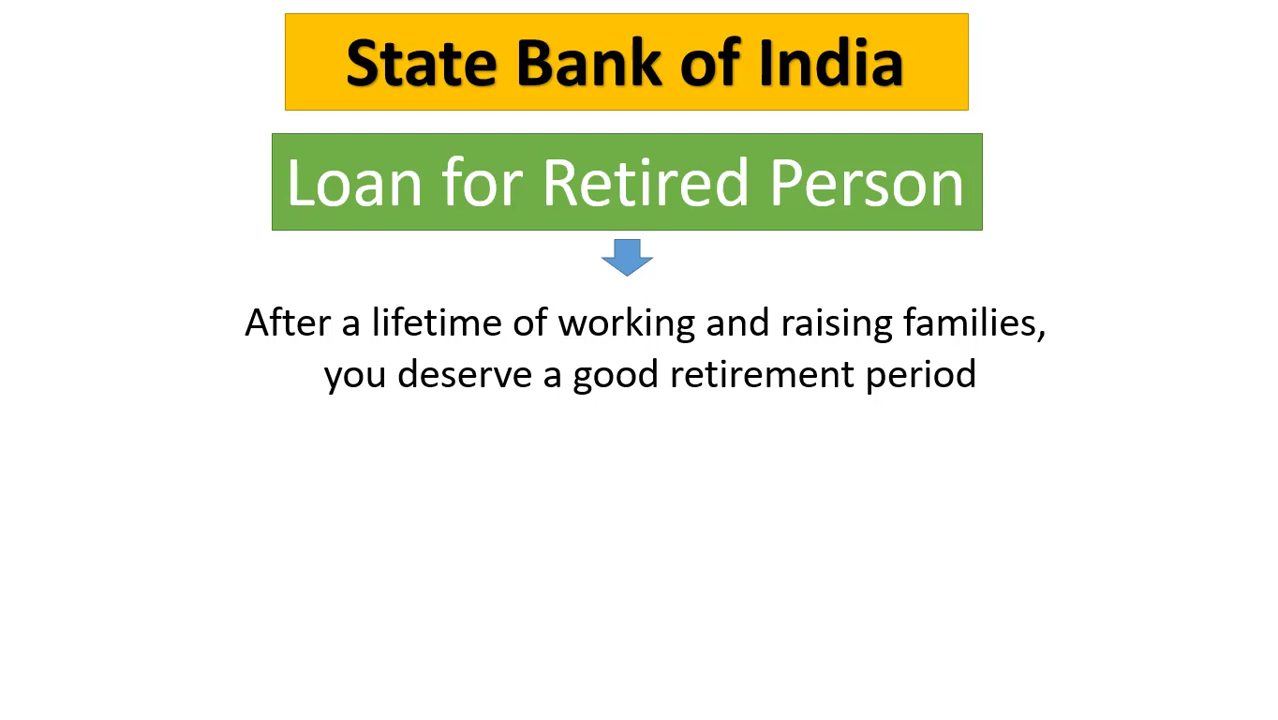 State Bank of India
Loan for Retired Person
After a lifetime of working and raising families,
you deserve a good retirement period